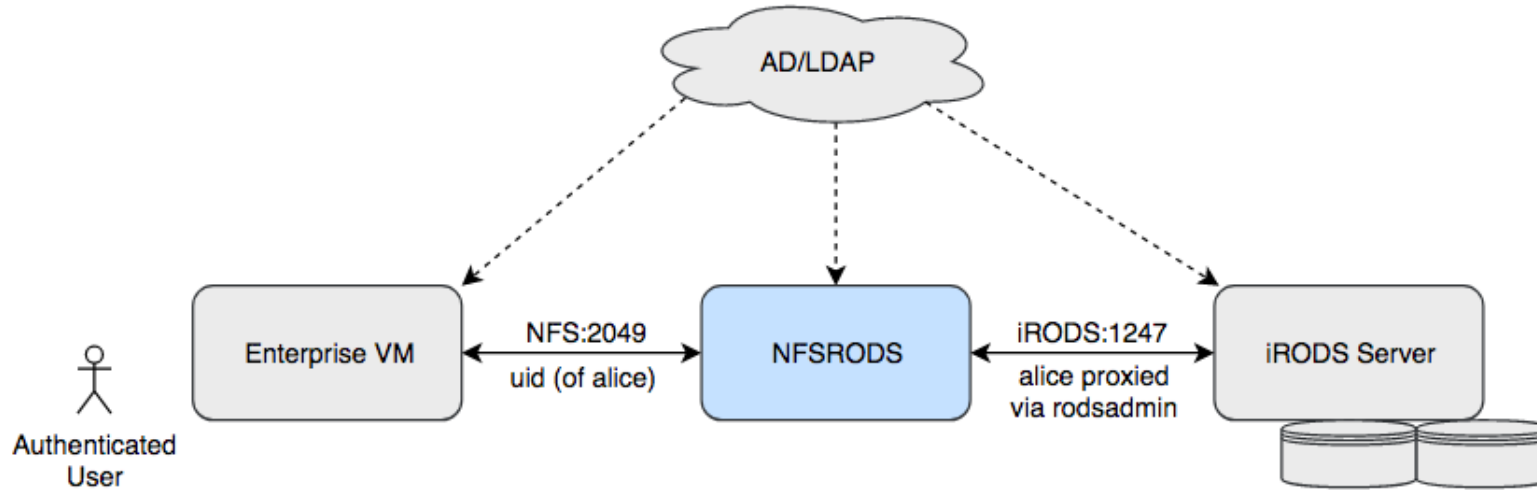 AD/LDAP
Enterprise VM
NFS:2049
uid (of alice)
NFSRODS
iRODS:1247
alice proxied
via rodsadmin
iRODS Server
Authenticated
User